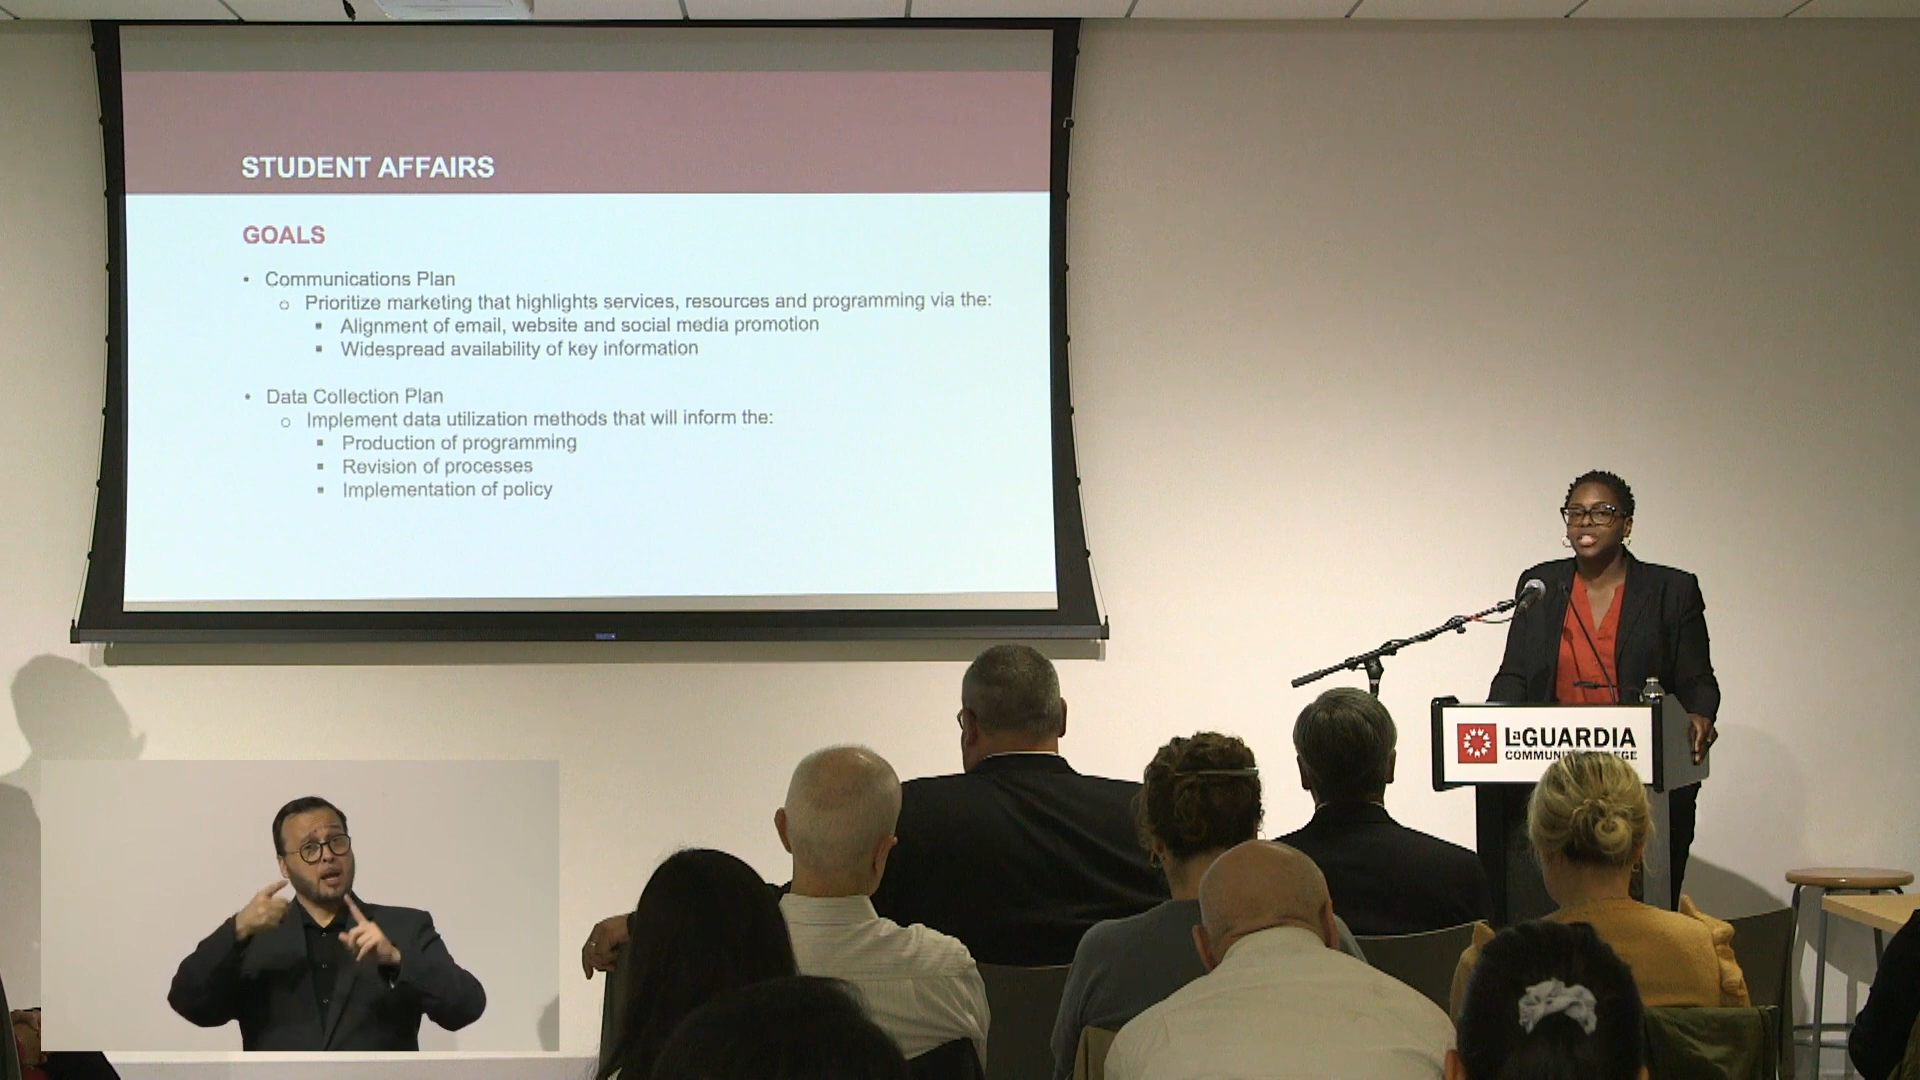 STUDENT AFFAIRS
GOALS
• Communications Plan
o Prioritize marketing that highlights services, resources and programming via the:
▪ Alignment of email, website and social media promotion
▪ Widespread availability of key information
• Data Collection Plan
o Implement data utilization methods that will inform the:
▪ Production of programming
▪ Revision of processes
▪ Implementation of policy
LaGUARDIA
COMMUNITY COLLEGE